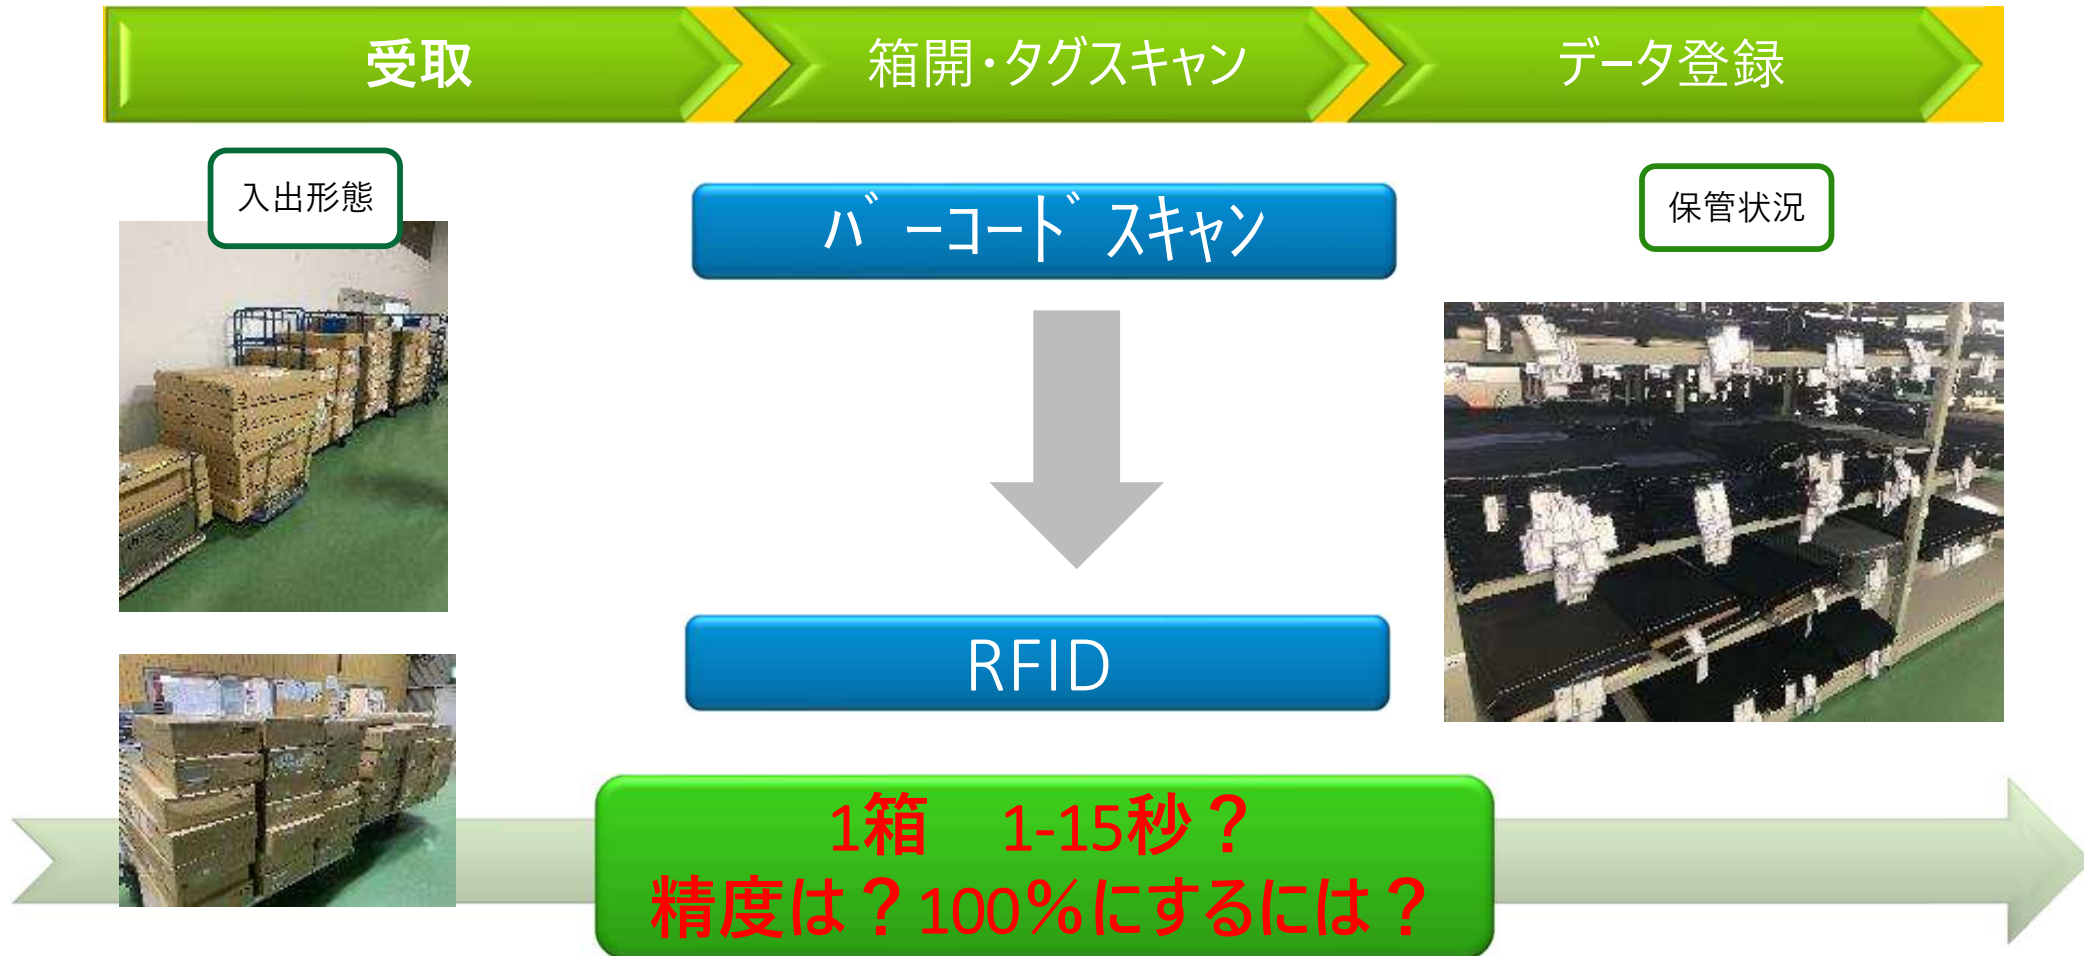 受取
箱開・タグスキャン
データ登録
入出形態
バーコードスキャン
保管状況
RFID
1箱　1-15秒？
精度は？100％にするには？